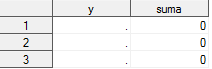 y suma
1 . 0
2 . 0
3 . 0